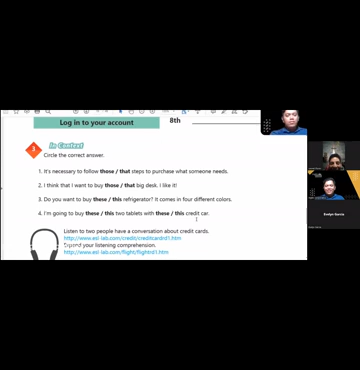 Log in to your account
8th
3
In Context
Circle the correct answer.
1. It's necessary to follow those / that steps to purchase what someone needs.
2. I think that I want to buy those / that big desk. I like it!
3. Do you want to buy these / this refrigerator? It comes in four different colors.
4. I'm going to buy these / this two tablets with these / this credit car.
Listen to two people have a conversation about credit cards.
http://www.esl-lab.com/credit/creditcardrd1.htm
Expand your listening comprehension.
http://www.esl-lab.com/flight/flightrd1.htm
Evelyn Garcia